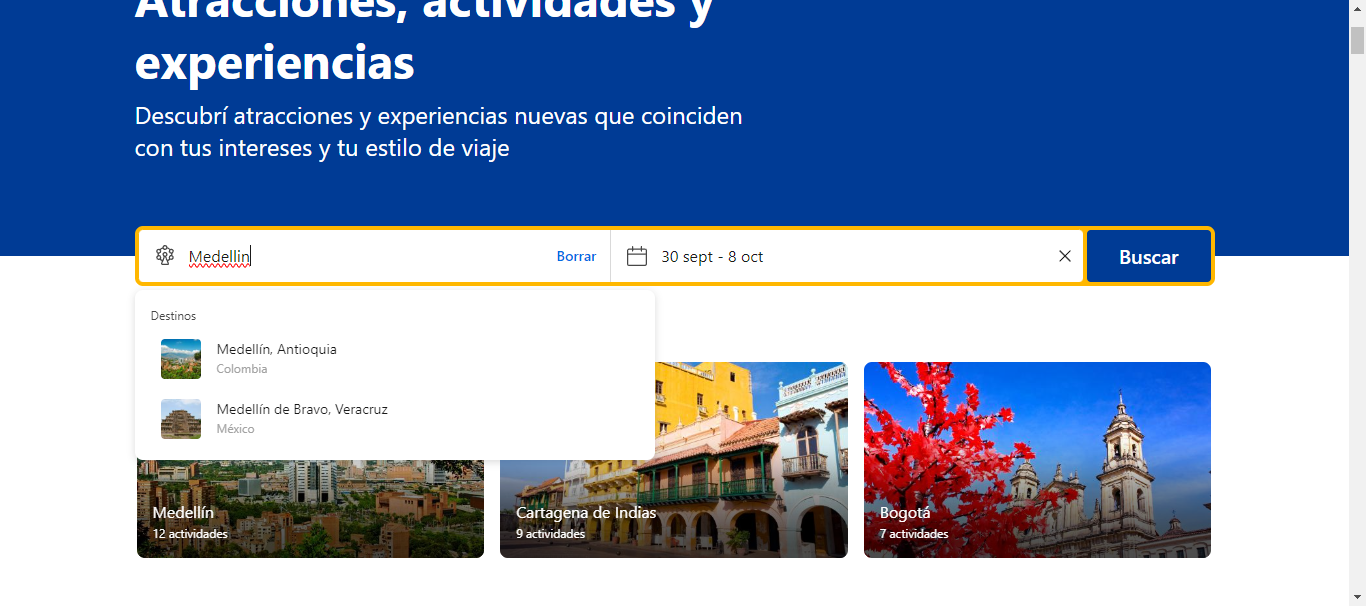 Atracciones, actividades y
experiencias
Descubrí atracciones y experiencias nuevas que coinciden
con tus intereses y tu estilo de viaje
Medellin
Borrar
30 sept - 8 oct
Buscar
Destinos
Medellín, Antioquia
Colombia
Medellín de Bravo, Veracruz
México
Medellín
12 actividades
Cartagena de Indias
9 actividades
Bogotá
7 actividades